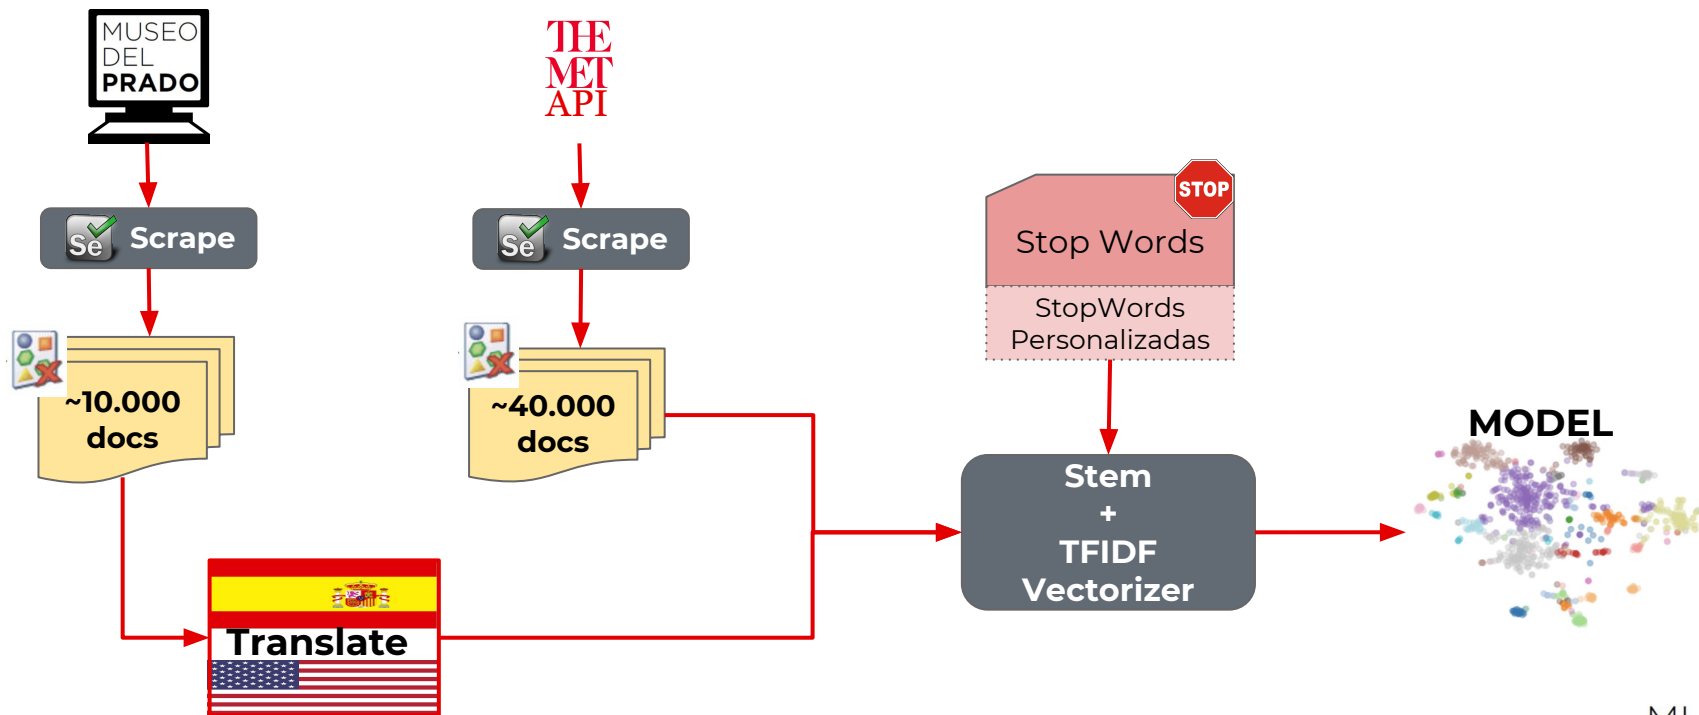 MUSEO
DEL
PRADO
THE
MET
API
Se Scrape
Se Scrape
STOP
Stop Words
StopWords
Personalizadas
~10.000
docs
~40.000
docs
MODEL
Stem
+
TFIDF
Vectorizer
Translate